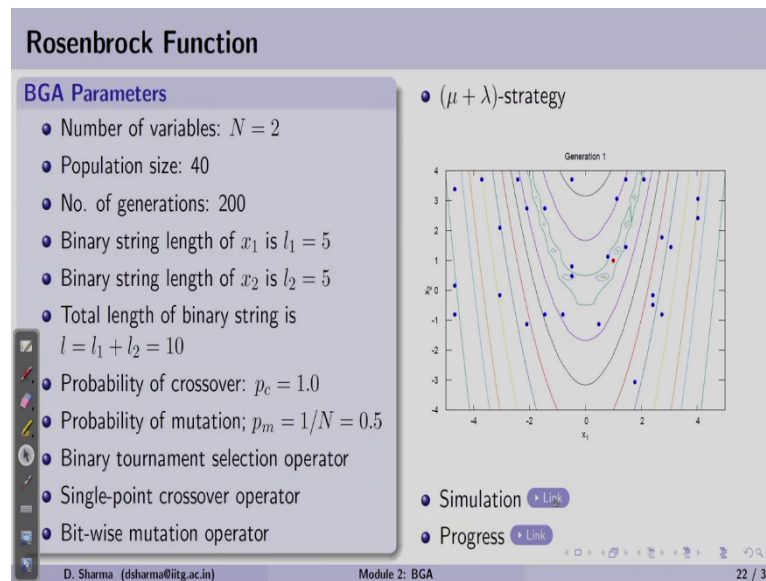 Rosenbrock Function
BGA Parameters
Number of variables: N = 2
Population size: 40
No. of generations: 200
Binary string length of x₁ is l₁ = 5
Binary string length of x₂ is l₂ = 5
Total length of binary string is
l = l₁ + l₂ = 10
Probability of crossover: p_c = 1.0
Probability of mutation; p_m = 1/N = 0.5
Binary tournament selection operator
Single-point crossover operator
Bit-wise mutation operator
(μ + λ)-strategy
Generation 1
4
3
2
1
0
-1
-2
-3
-4
x₂
-4 -2 0 2 4
x₁
Simulation Link
Progress Link
D. Sharma (dsharma@iitg.ac.in) Module 2: BGA 22 / 3